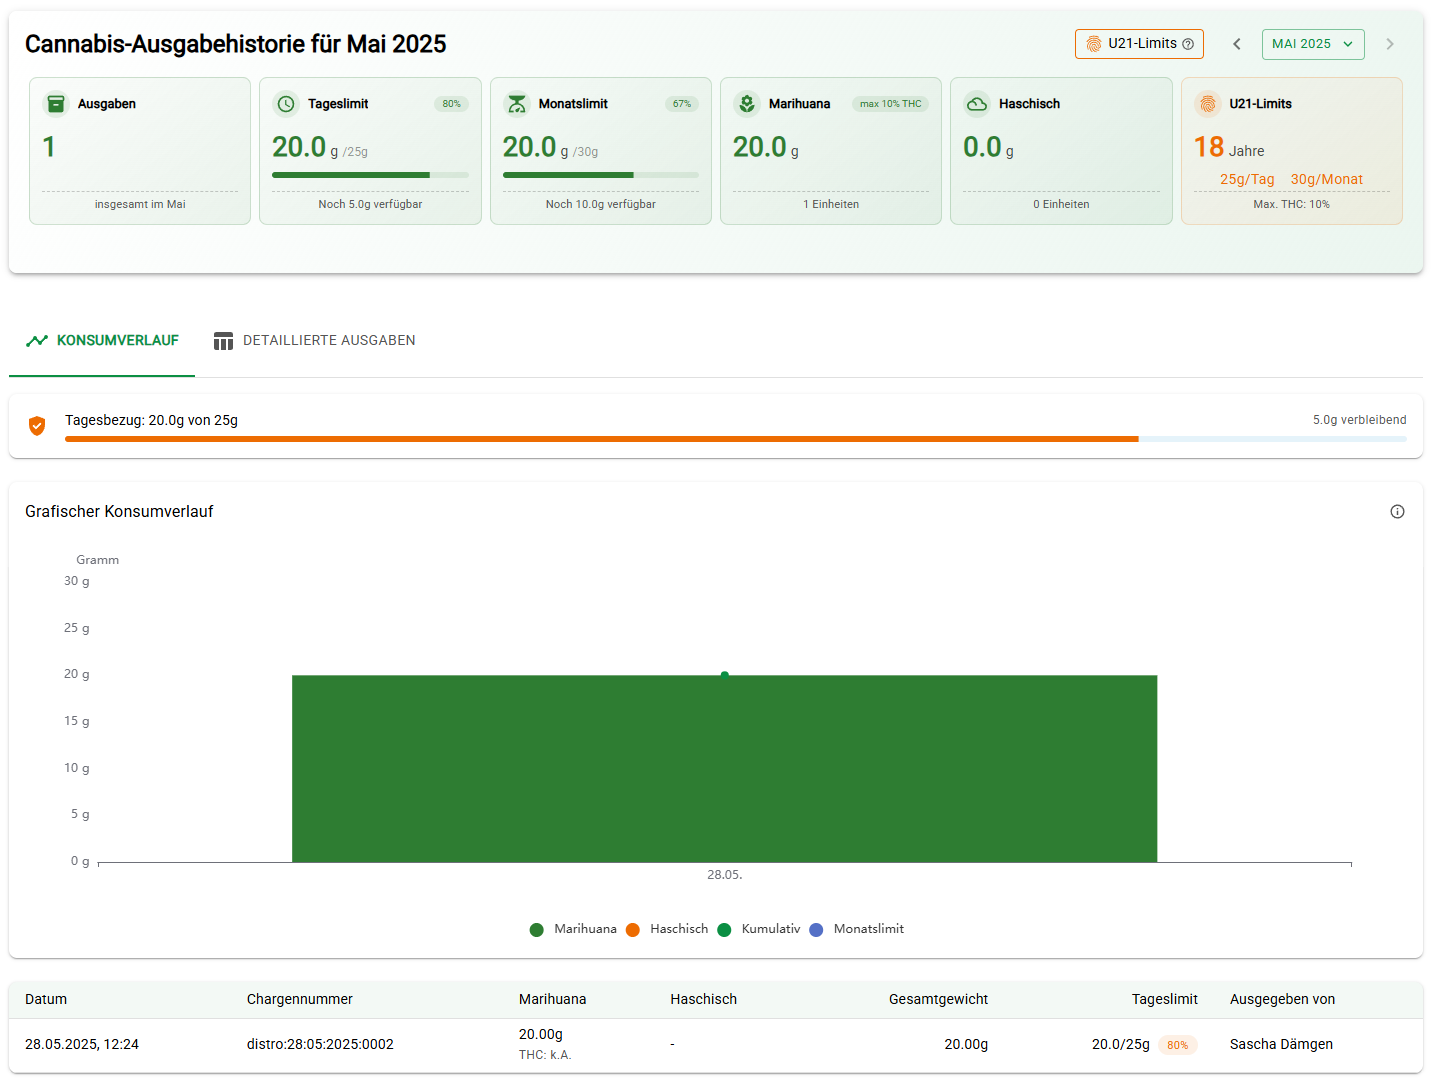 Cannabis-Ausgabehistorie für Mai 2025
U21-Limits
MAI 2025
Ausgaben
1
insgesamt im Mai
Tageslimit
80%
20.0 g /25g
Noch 5.0g verfügbar
Monatslimit
67%
20.0 g /30g
Noch 10.0g verfügbar
Marihuana
max 10% THC
20.0 g
1 Einheiten
Haschisch
0.0 g
0 Einheiten
U21-Limits
18 Jahre
25g/Tag 30g/Monat
Max. THC: 10%
KONSUMVERLAUF
DETAILLIERTE AUSGABEN
Tagesbezug: 20.0g von 25g
5.0g verbleibend
Grafischer Konsumverlauf
Gramm
30 g
25 g
20 g
15 g
10 g
5 g
0 g
28.05.
Marihuana Haschisch Kumulativ Monatslimit
Datum Chargennummer Marihuana Haschisch Gesamtgewicht Tageslimit Ausgegeben von
28.05.2025, 12:24 distro:28:05:2025:0002 20.00g - 20.00g 20.0/25g 80% Sascha Dämgen
THC: k.A.